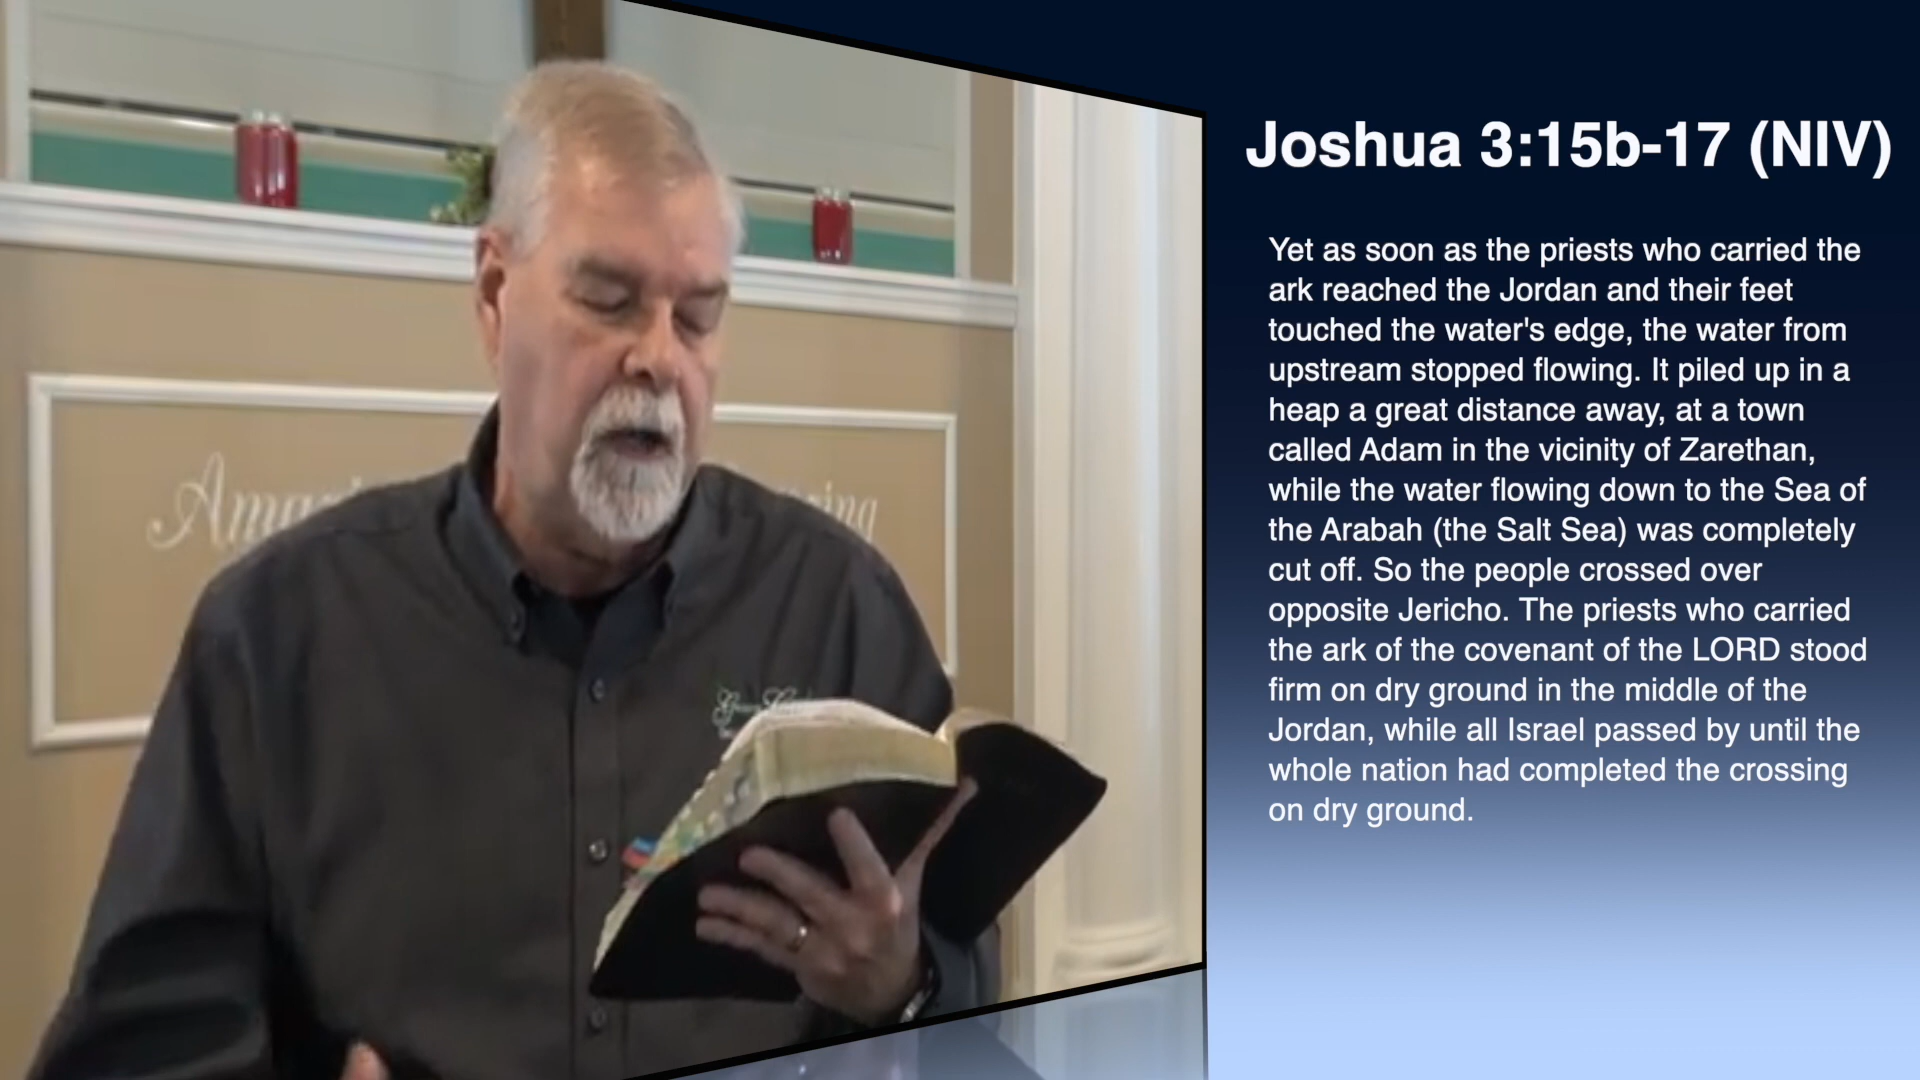 Joshua 3:15b-17 (NIV)
Yet as soon as the priests who carried the
ark reached the Jordan and their feet
touched the water's edge, the water from
upstream stopped flowing. It piled up in a
heap a great distance away, at a town
called Adam in the vicinity of Zarethan,
while the water flowing down to the Sea of
the Arabah (the Salt Sea) was completely
cut off. So the people crossed over
opposite Jericho. The priests who carried
the ark of the covenant of the LORD stood
firm on dry ground in the middle of the
Jordan, while all Israel passed by until the
whole nation had completed the crossing
on dry ground.